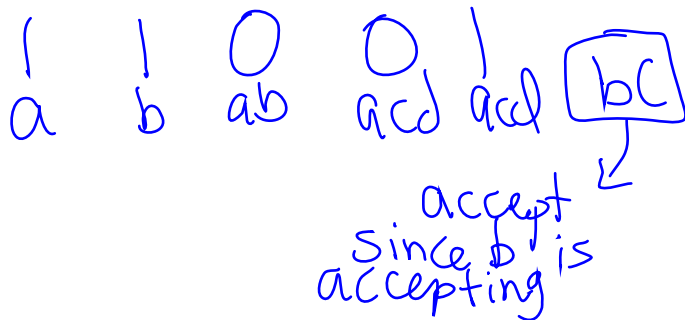 1 1 0 0 1
a b ab acd acd bc
accept
since b is
accepting